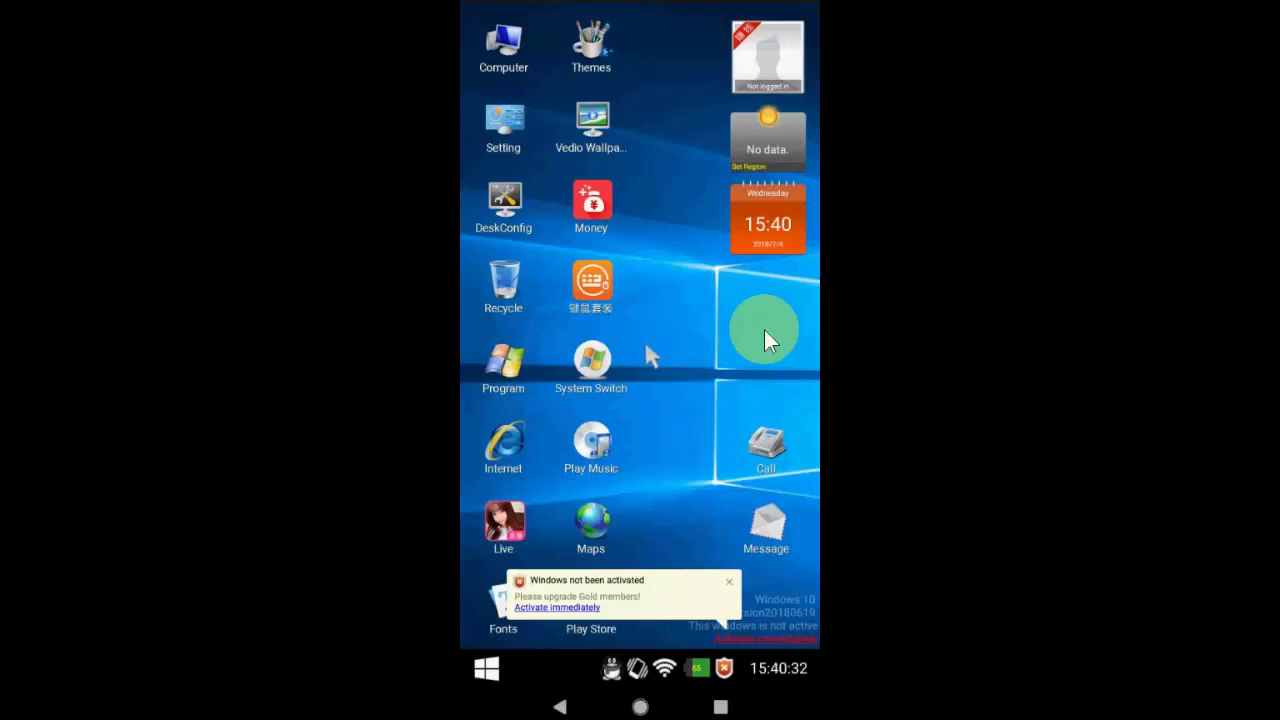 Computer
Themes
赚钱
Not logged in
Setting
Vedio Wallpa...
No data.
Set Region
DeskConfig
Money
Wednesday
15:40
2018/7/4
Recycle
键鼠套装
Program
System Switch
Internet
Play Music
Call
Live
Maps
Message
Windows not been activated
Please upgrade Gold members!
Activate immediately
Fonts
Play Store
Windows 10
sion20180619
This windows is not active
Activate immediately
65
15:40:32